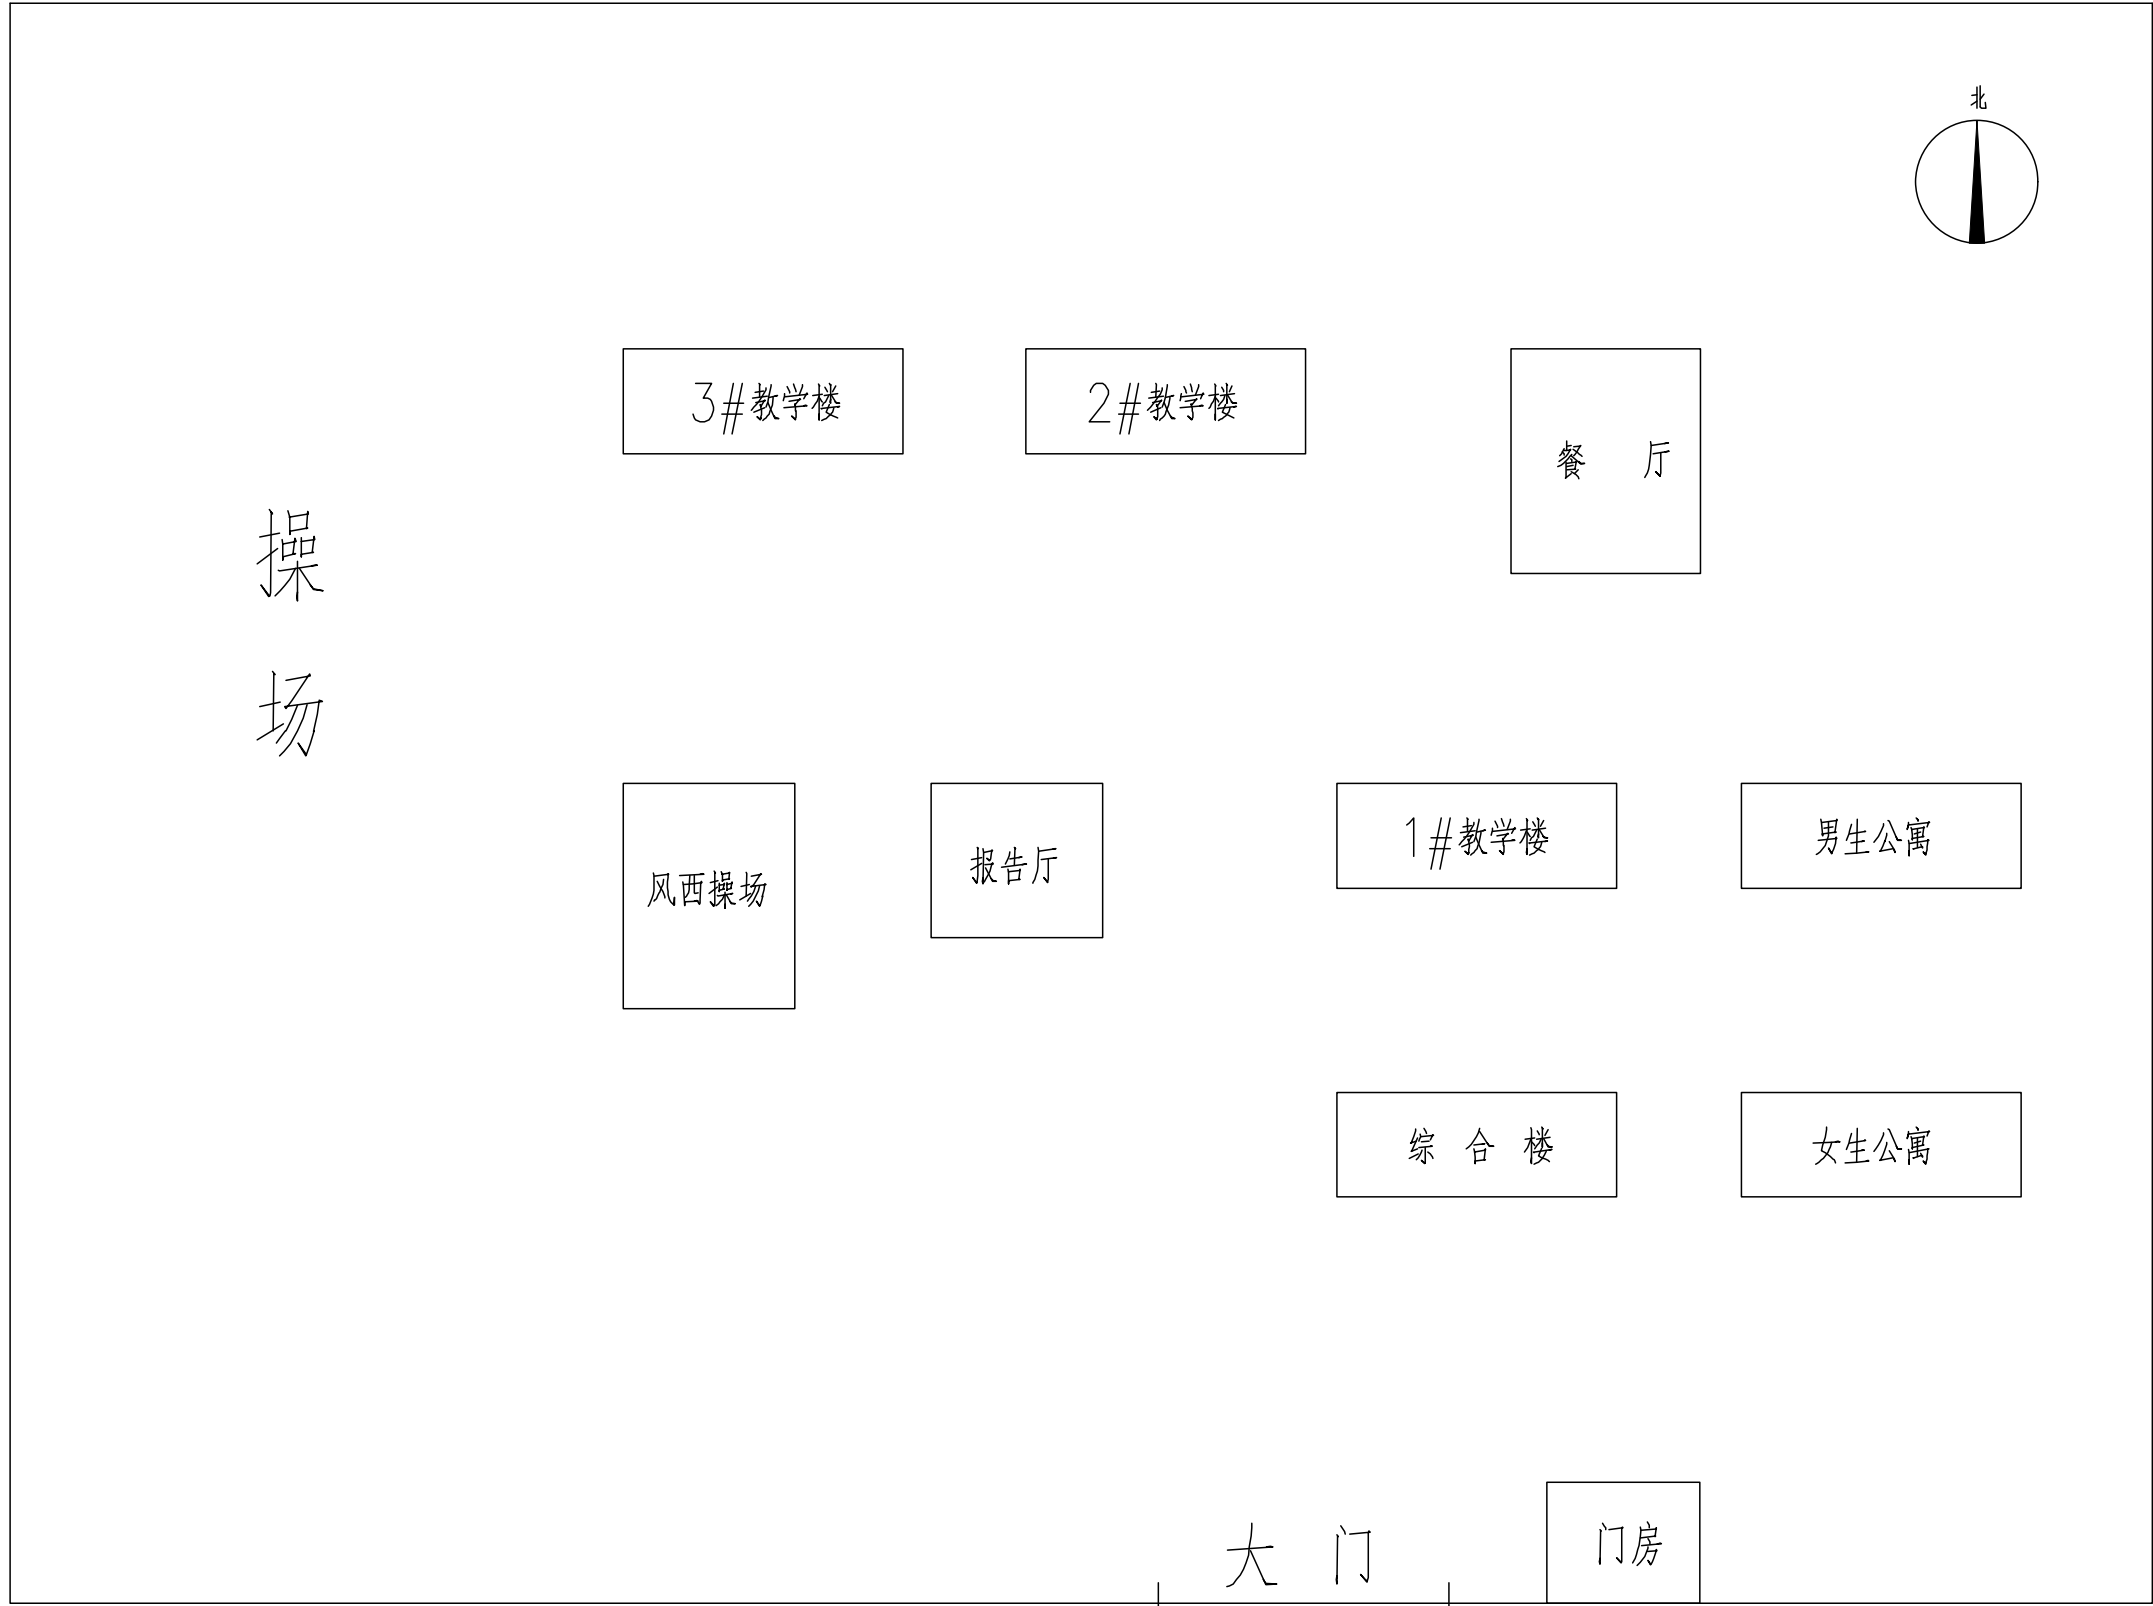 北
3#教学楼
2#教学楼
餐 厅
操
场
风西操场
报告厅
1#教学楼
男生公寓
综 合 楼
女生公寓
大 门
门房